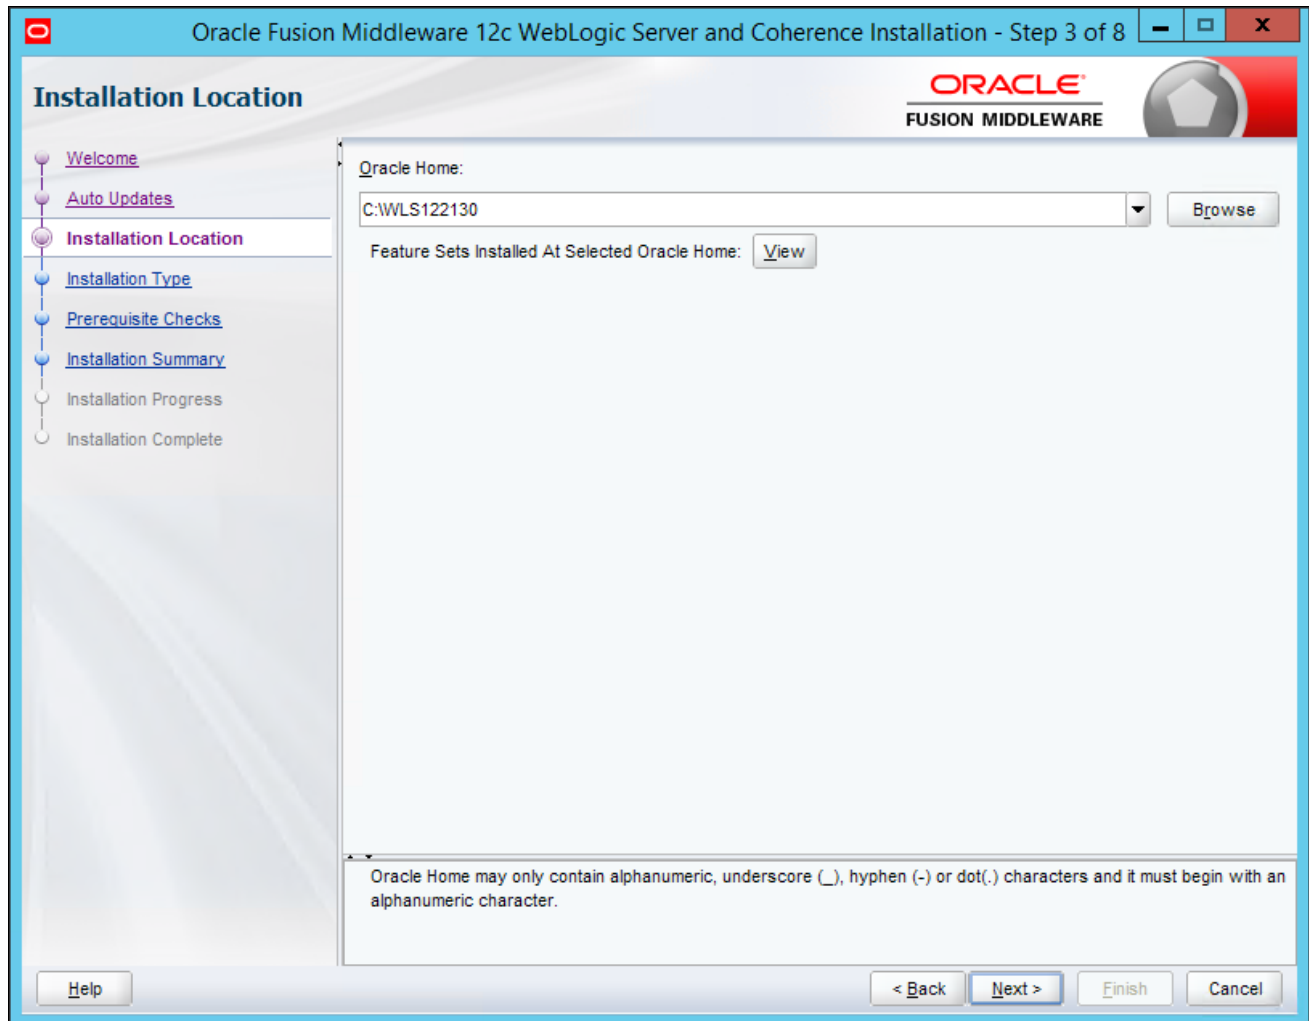 Oracle Fusion Middleware 12c WebLogic Server and Coherence Installation - Step 3 of 8
Installation Location
ORACLE
FUSION MIDDLEWARE
Welcome
Auto Updates
Installation Location
Installation Type
Prerequisite Checks
Installation Summary
Installation Progress
Installation Complete
Oracle Home:
C:\WLS122130
Browse
Feature Sets Installed At Selected Oracle Home: View
Oracle Home may only contain alphanumeric, underscore (_), hyphen (-) or dot(.) characters and it must begin with an
alphanumeric character.
Help
< Back Next > Finish Cancel